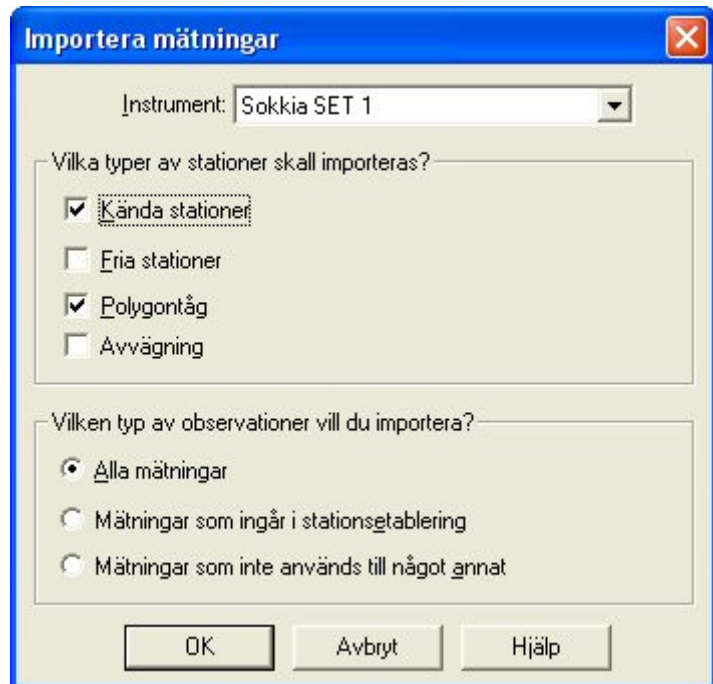 Importera mätningar
Instrument: Sokkia SET 1
Vilka typer av stationer skall importeras?
Kända stationer
Fria stationer
Polygontåg
Avvägning
Vilken typ av observationer vill du importera?
Alla mätningar
Mätningar som ingår i stationsetablering
Mätningar som inte används till något annat
OK Avbryt Hjälp